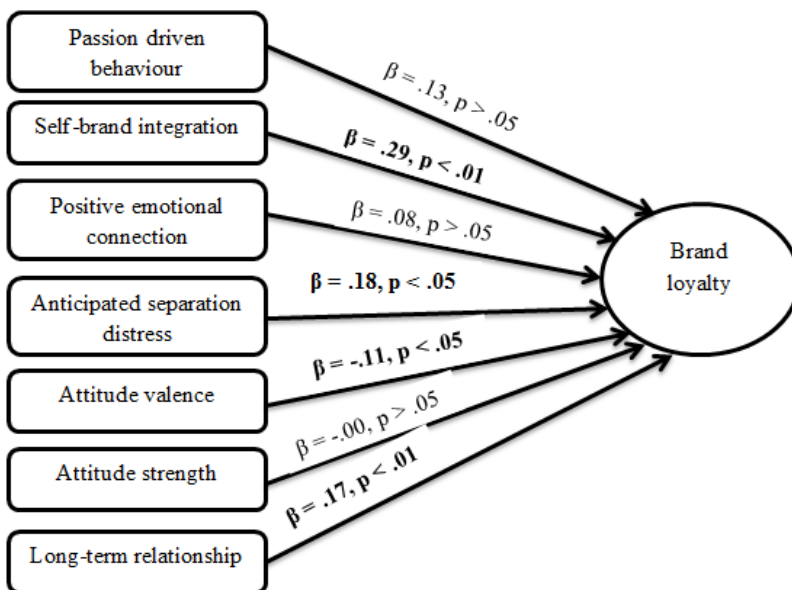 Passion driven
behaviour
β = .13, p > .05
Self-brand integration
β = .29, p < .01
Positive emotional
connection
β = .08, p > .05
Brand
loyalty
Anticipated separation
distress
β = .18, p < .05
Attitude valence
β = -.11, p < .05
Attitude strength
β = -.00, p > .05
Long-term relationship
β = .17, p < .01